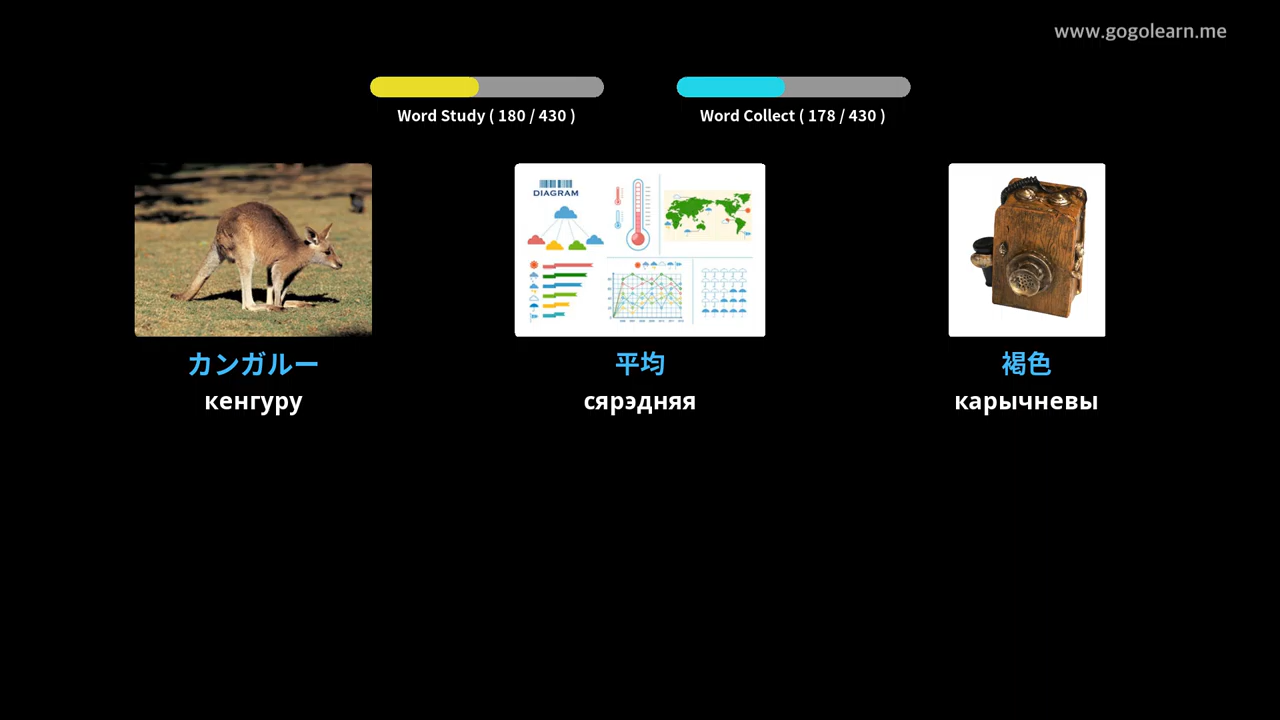 www.gogolearn.me
Word Study ( 180 / 430 )
Word Collect ( 178 / 430 )
DIAGRAM
カンガルー
平均
褐色
кенгуру
сярэдняя
карычневы